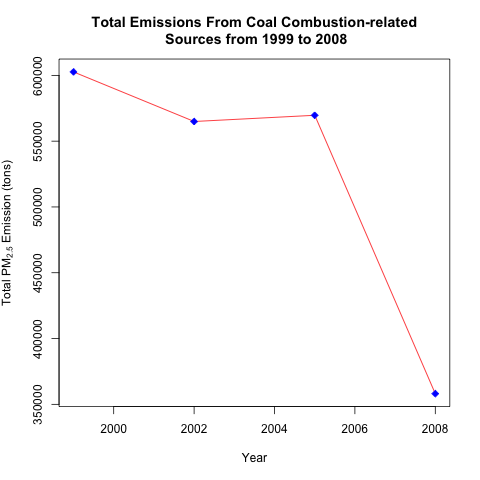 Total Emissions From Coal Combustion-related
Sources from 1999 to 2008
Total PM2.5 Emission (tons)
600000
550000
500000
450000
400000
350000
2000 2002 2004 2006 2008
Year